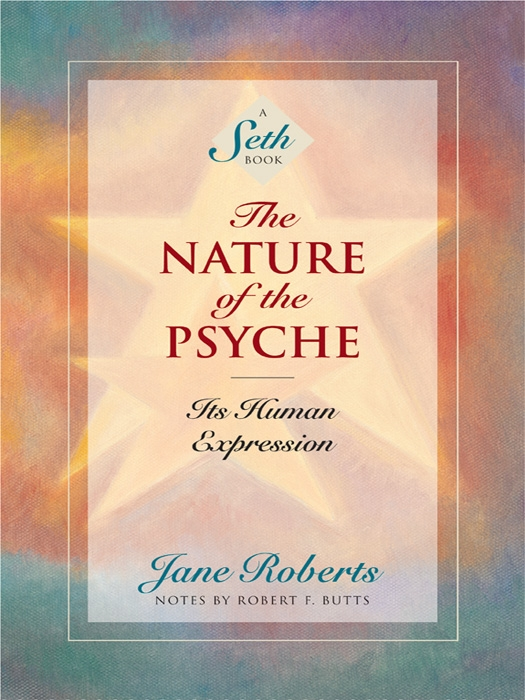 A
Seth
BOOK
The
NATURE
of the
PSYCHE
Its Human
Expression
Jane Roberts
NOTES BY ROBERT F. BUTTS